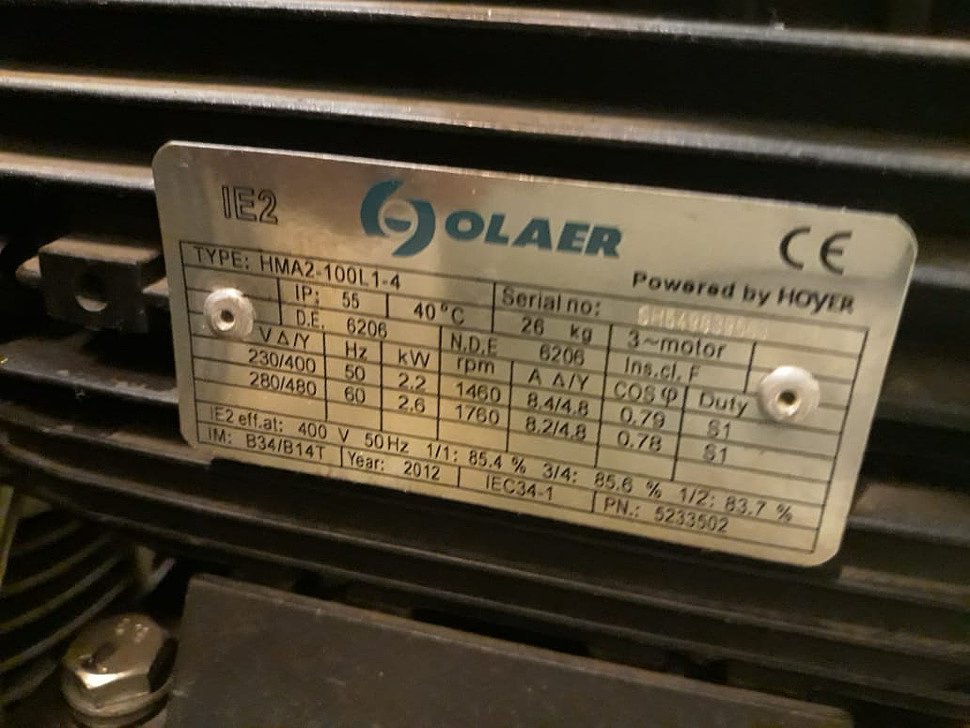 IE2 OLAER CE
Powered by HOYER
TYPE: HMA2-100L1-4 Serial no:
IP: 55 40°C 26 kg 3~motor
D.E. 6206 N.D.E 6206 Ins.cl. F
V Δ/Y Hz kW rpm A Δ/Y COS φ Duty
230/400 50 2.2 1460 8.4/4.8 0.79 S1
280/480 60 2.6 1760 8.2/4.8 0.78 S1
IE2 eff.at: 400 V 50Hz 1/1: 85.4 % 3/4: 85.6 % 1/2: 83.7 %
IM: B34/B14T Year: 2012 IEC34-1 PN.: 5233502